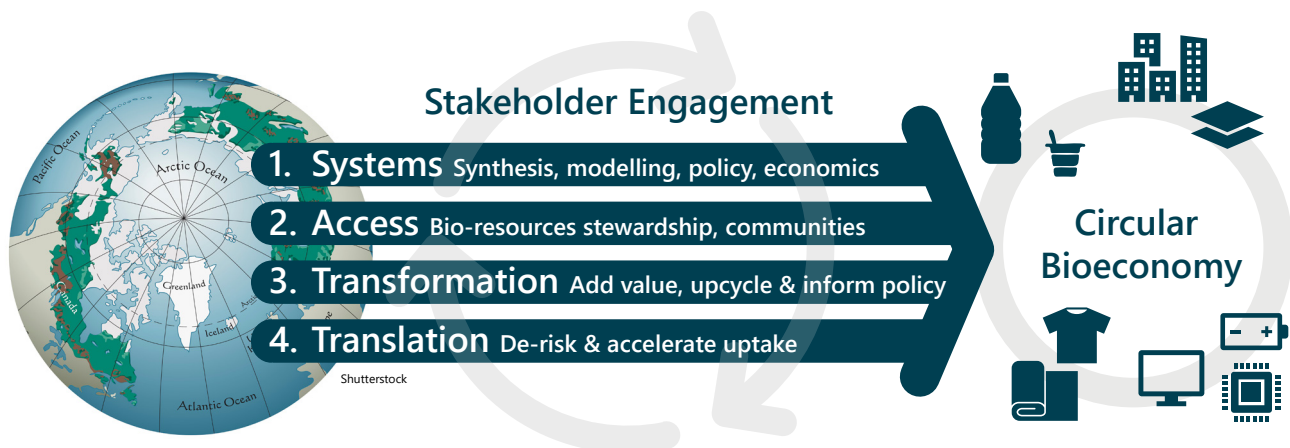 Stakeholder Engagement
1. Systems Synthesis, modelling, policy, economics
2. Access Bio-resources stewardship, communities
3. Transformation Add value, upcycle & inform policy
4. Translation De-risk & accelerate uptake
Pacific Ocean
Arctic Ocean
Greenland
Canada
Iceland
Atlantic Ocean
Shutterstock
Circular
Bioeconomy